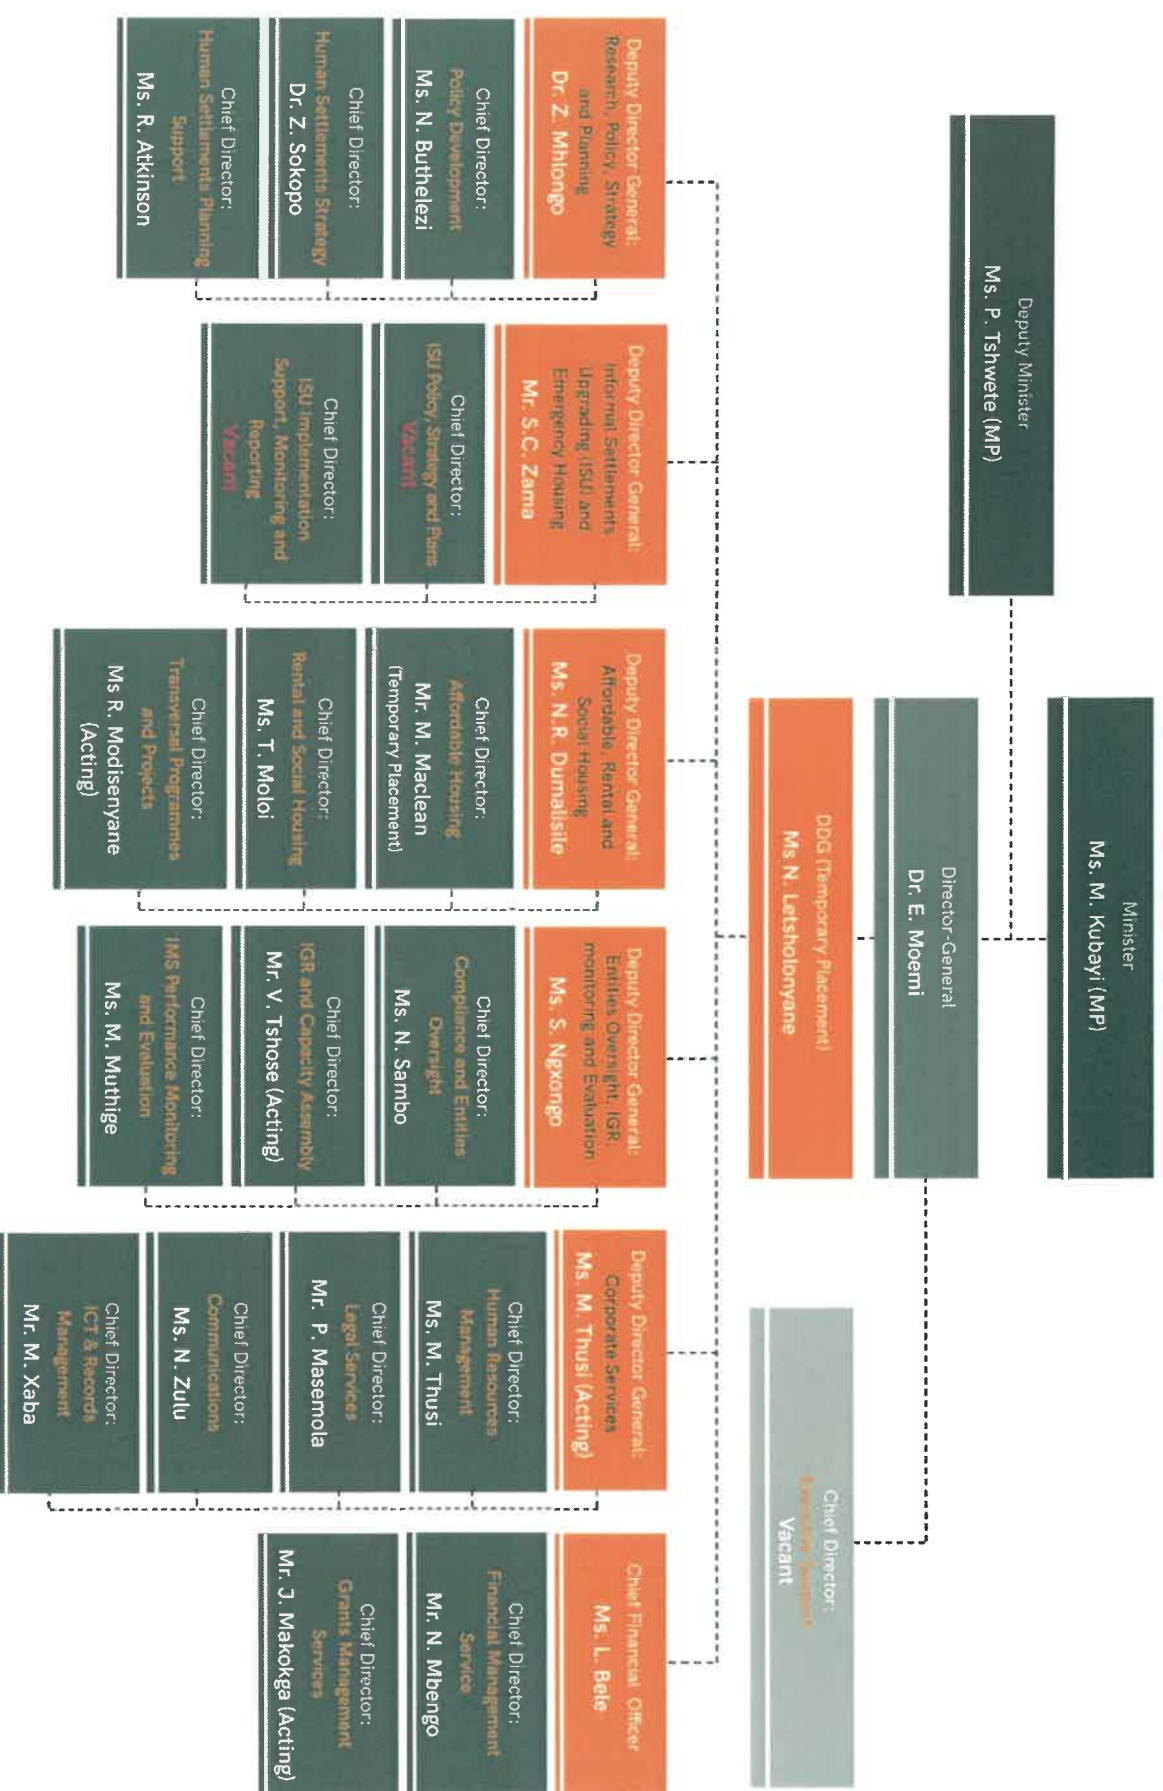 Minister
Ms. M. Kubayi (MP)
Deputy Minister
Ms. P. Tshwete (MP)
Director-General
Dr. E. Moemi
DDG (Temporary Placement)
Ms N. Letsholonyane
Chief Director:
Executive Support
Vacant
Deputy Director General:
Research, Policy, Strategy
and Planning
Dr. Z. Mhlongo
Chief Director:
Policy Development
Ms. N. Buthelezi
Chief Director:
Human Settlements Strategy
Dr. Z. Sokopo
Chief Director:
Human Settlements Planning
Support
Ms. R. Atkinson
Deputy Director General:
Informal Settlements
Upgrading (ISU) and
Emergency Housing
Mr. S.C. Zama
Chief Director:
ISU Policy, Strategy and Plans
Vacant
Chief Director:
ISU Implementation
Support, Monitoring and
Reporting
Vacant
Deputy Director General:
Affordable, Rental and
Social Housing
Ms. N.R. Dumalisile
Chief Director:
Affordable Housing
Mr. M. Maclean
(Temporary Placement)
Chief Director:
Rental and Social Housing
Ms. T. Moloi
Chief Director:
Transversal Programmes
and Projects
Ms R. Modisenyane
(Acting)
Deputy Director General:
Entities Oversight, IGR,
monitoring and Evaluation
Ms. S. Ngxongo
Chief Director:
Compliance and Entities
Oversight
Ms. N. Sambo
Chief Director:
IGR and Capacity Assembly
Mr. V. Tshose (Acting)
Chief Director:
IMS Performance Monitoring
and Evaluation
Ms. M. Muthige
Deputy Director General:
Corporate Services
Ms. M. Thusi (Acting)
Chief Director:
Human Resources
Management
Ms. M. Thusi
Chief Director:
Legal Services
Mr. P. Masemola
Chief Director:
Communications
Ms. N. Zulu
Chief Director:
ICT & Records
Management
Mr. M. Xaba
Chief Financial Officer
Ms. L. Bele
Chief Director:
Financial Management
Service
Mr. N. Mbengo
Chief Director:
Grants Management
Services
Mr. J. Makokga (Acting)